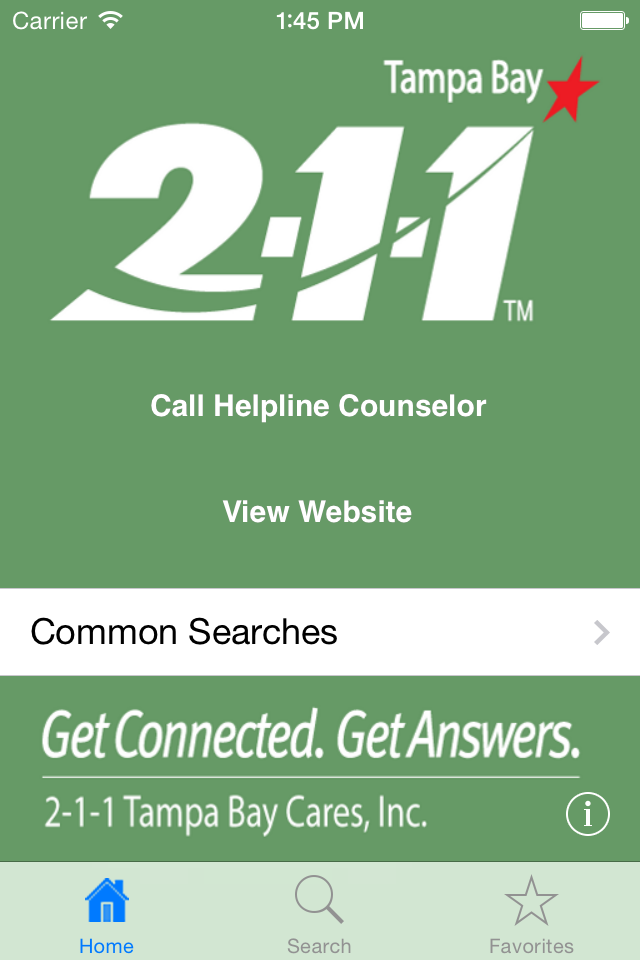 Carrier 1:45 PM
Tampa Bay
2-1-1 TM
Call Helpline Counselor
View Website
Common Searches
Get Connected. Get Answers.
2-1-1 Tampa Bay Cares, Inc.
i
Home Search Favorites